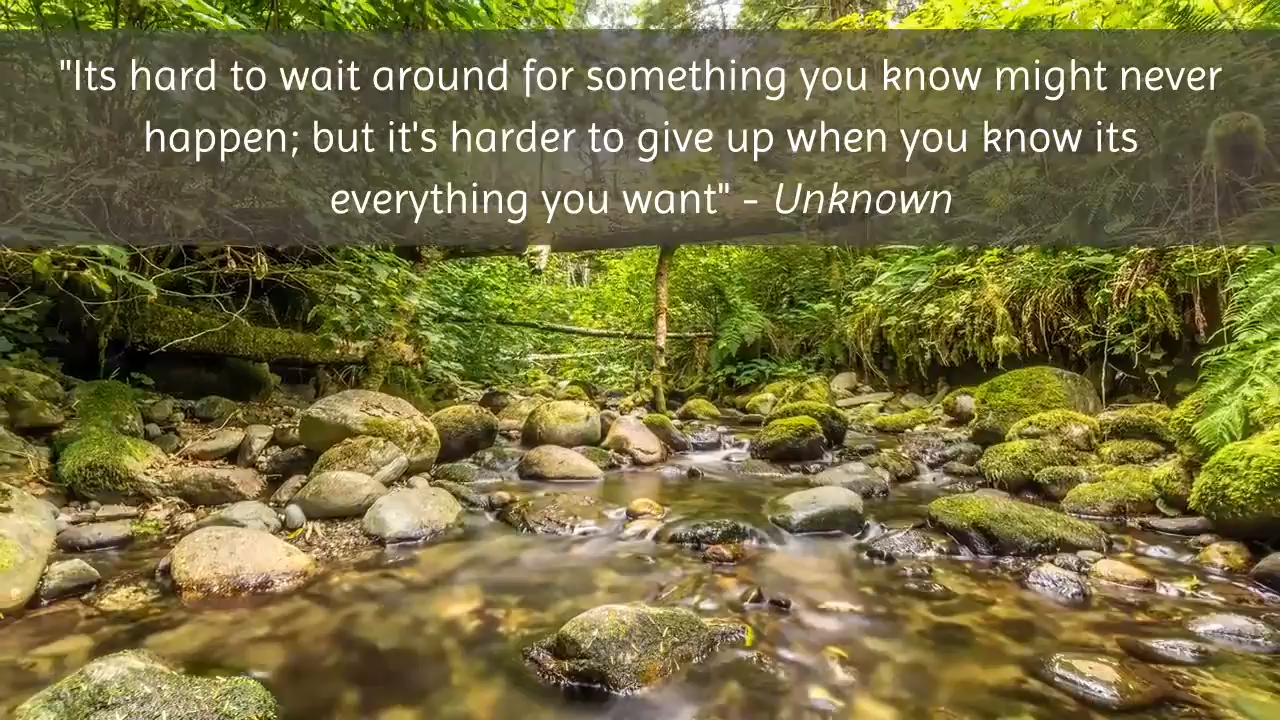 "Its hard to wait around for something you know might never
happen; but it's harder to give up when you know its
everything you want" - Unknown